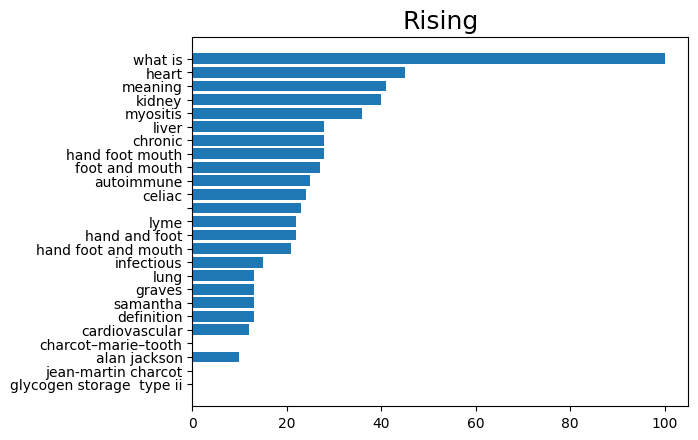 Rising
what is
heart
meaning
kidney
myositis
liver
chronic
hand foot mouth
foot and mouth
autoimmune
celiac
lyme
hand and foot
hand foot and mouth
infectious
lung
graves
samantha
definition
cardiovascular
charcot–marie–tooth
alan jackson
jean-martin charcot
glycogen storage  type ii
0 20 40 60 80 100